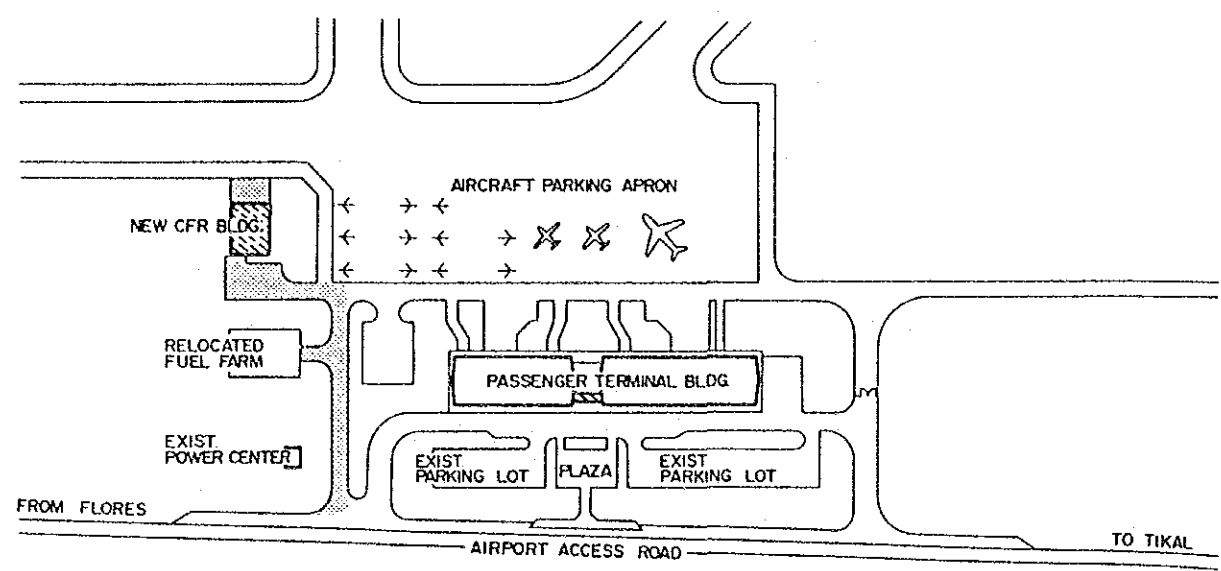 AIRCRAFT PARKING APRON
NEW CFR BLDG.
RELOCATED
FUEL FARM
PASSENGER TERMINAL BLDG.
EXIST.
POWER CENTER
EXIST.
PARKING LOT
PLAZA
EXIST.
PARKING LOT
FROM FLORES
AIRPORT ACCESS ROAD
TO TIKAL